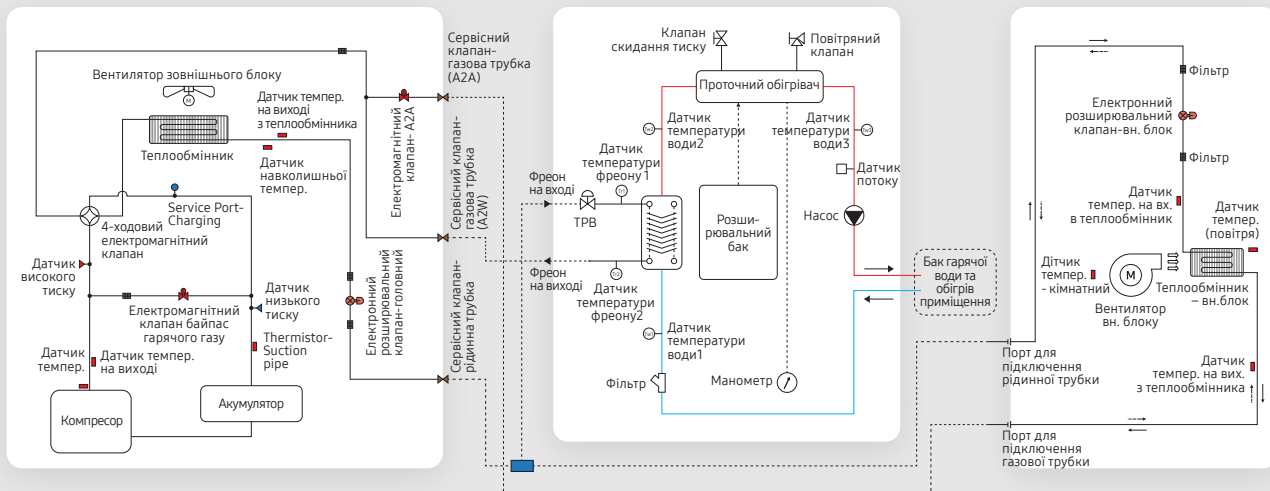 Вентилятор зовнішнього блоку
M
Датчик темпер.
на виході
з теплообмінника
Теплообмінник
Датчик
навколишньої
темпер.
Service Port-
Charging
4-ходовий
електромагнітний
клапан
Датчик
високого
тиску
Електромагнітний
клапан байпас
гарячого газу
Датчик
низького
тиску
Датчик
темпер.
Датчик темпер.
на виході
Thermistor-
Suction
pipe
Компресор
Акумулятор
Електромагнітний
клапан- A2A
Електронний
розширювальний
клапан-головний
Сервісний
клапан-
газова трубка
(A2A)
Сервісний клапан-
газова трубка
(A2W)
Сервісний клапан-
рідинна трубка
Клапан
скидання тиску
Повітряний
клапан
Проточний обігрівач
Tw2
Датчик
температури
води2
Датчик
температури
води3
Tw3
Датчик
температури
фреону 1
Tr1
Фреон
на вході
ТРВ
Датчик
потоку
Розши-
рювальний
бак
Насос
Фреон
на виході
Tr2
Датчик
температури
фреону2
Tw1
Датчик
температури
води1
Фільтр
Манометр
Бак гарячої
води та
обігрів
приміщення
Фільтр
Електронний
розширювальний
клапан-вн. блок
Фільтр
Датчик
темпер. на вх.
в теплообмінник
Датчик
темпер.
(повітря)
Дітчик
темпер.
- кімнатний
M
Вентилятор
вн. блоку
Теплообмінник
– вн.блок
Порт для
підключення
рідинної трубки
Датчик
темпер. на вих.
з теплообмінника
Порт для
підключення
газової трубки